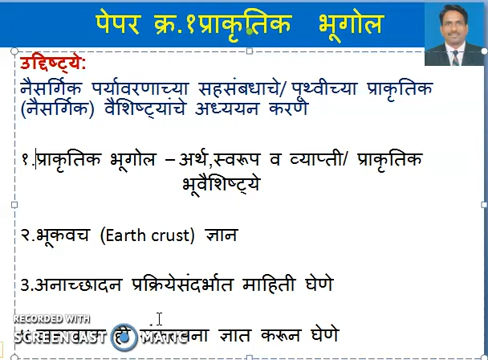 पेपर क्र.१प्राकृतिक भूगोल
उद्दिष्ट्ये:
नैसर्गिक पर्यावरणाच्या सहसंबधाचे/ पृथ्वीच्या प्राकृतिक
(नैसर्गिक) वैशिष्ट्यांचे अध्ययन करणे
१.प्राकृतिक भूगोल – अर्थ,स्वरूप व व्याप्ती/ प्राकृतिक
भूवैशिष्ट्ये
२.भूकवच (Earth crust) ज्ञान
३.अनाच्छादन प्रक्रियेसंदर्भात माहिती घेणे
RECORDED WITH
SCREENCAST MATIC
ही ज्ञात करून घेणे